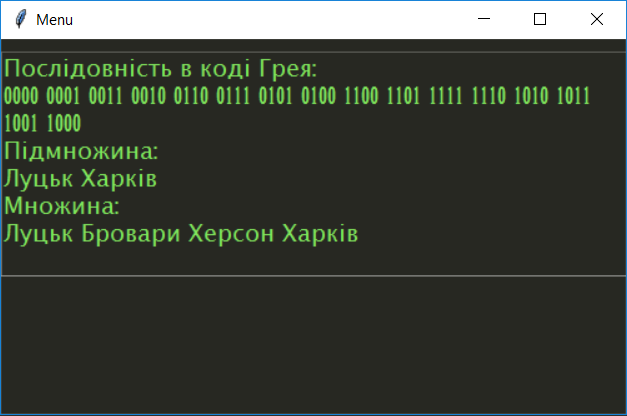 Menu
Послідовність в коді Грея:
0000 0001 0011 0010 0110 0111 0101 0100 1100 1101 1111 1110 1010 1011
1001 1000
Підмножина:
Луцьк Харків
Множина:
Луцьк Бровари Херсон Харків